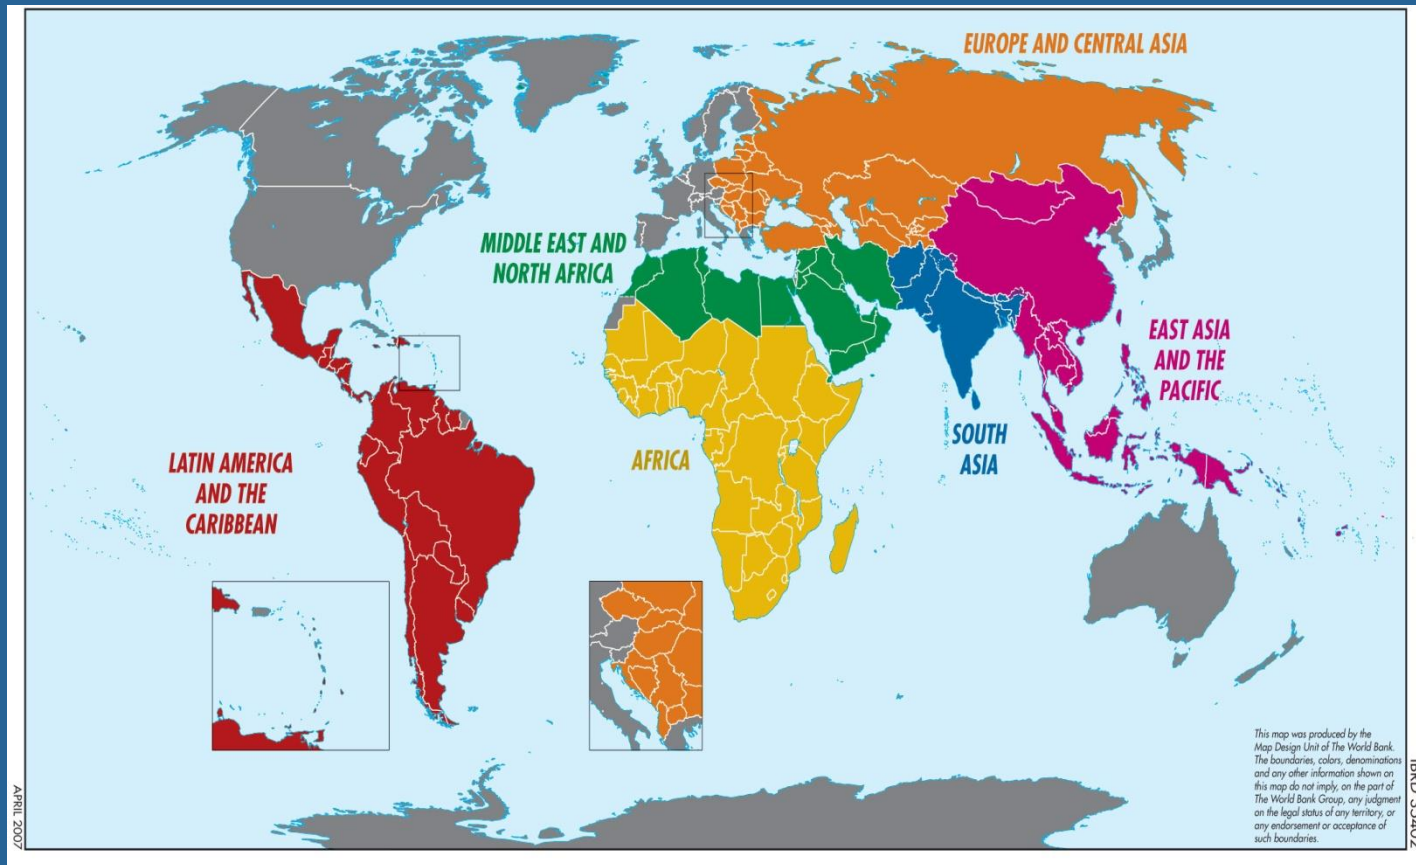 EUROPE AND CENTRAL ASIA
MIDDLE EAST AND
NORTH AFRICA
EAST ASIA
AND THE
PACIFIC
SOUTH
ASIA
AFRICA
LATIN AMERICA
AND THE
CARIBBEAN
This map was produced by the
Map Design Unit of The World Bank.
The boundaries, colors, denominations
and any other information shown on
this map do not imply, on the part of
The World Bank Group, any judgment
on the legal status of any territory, or
any endorsement or acceptance of
such boundaries.
APRIL 2007